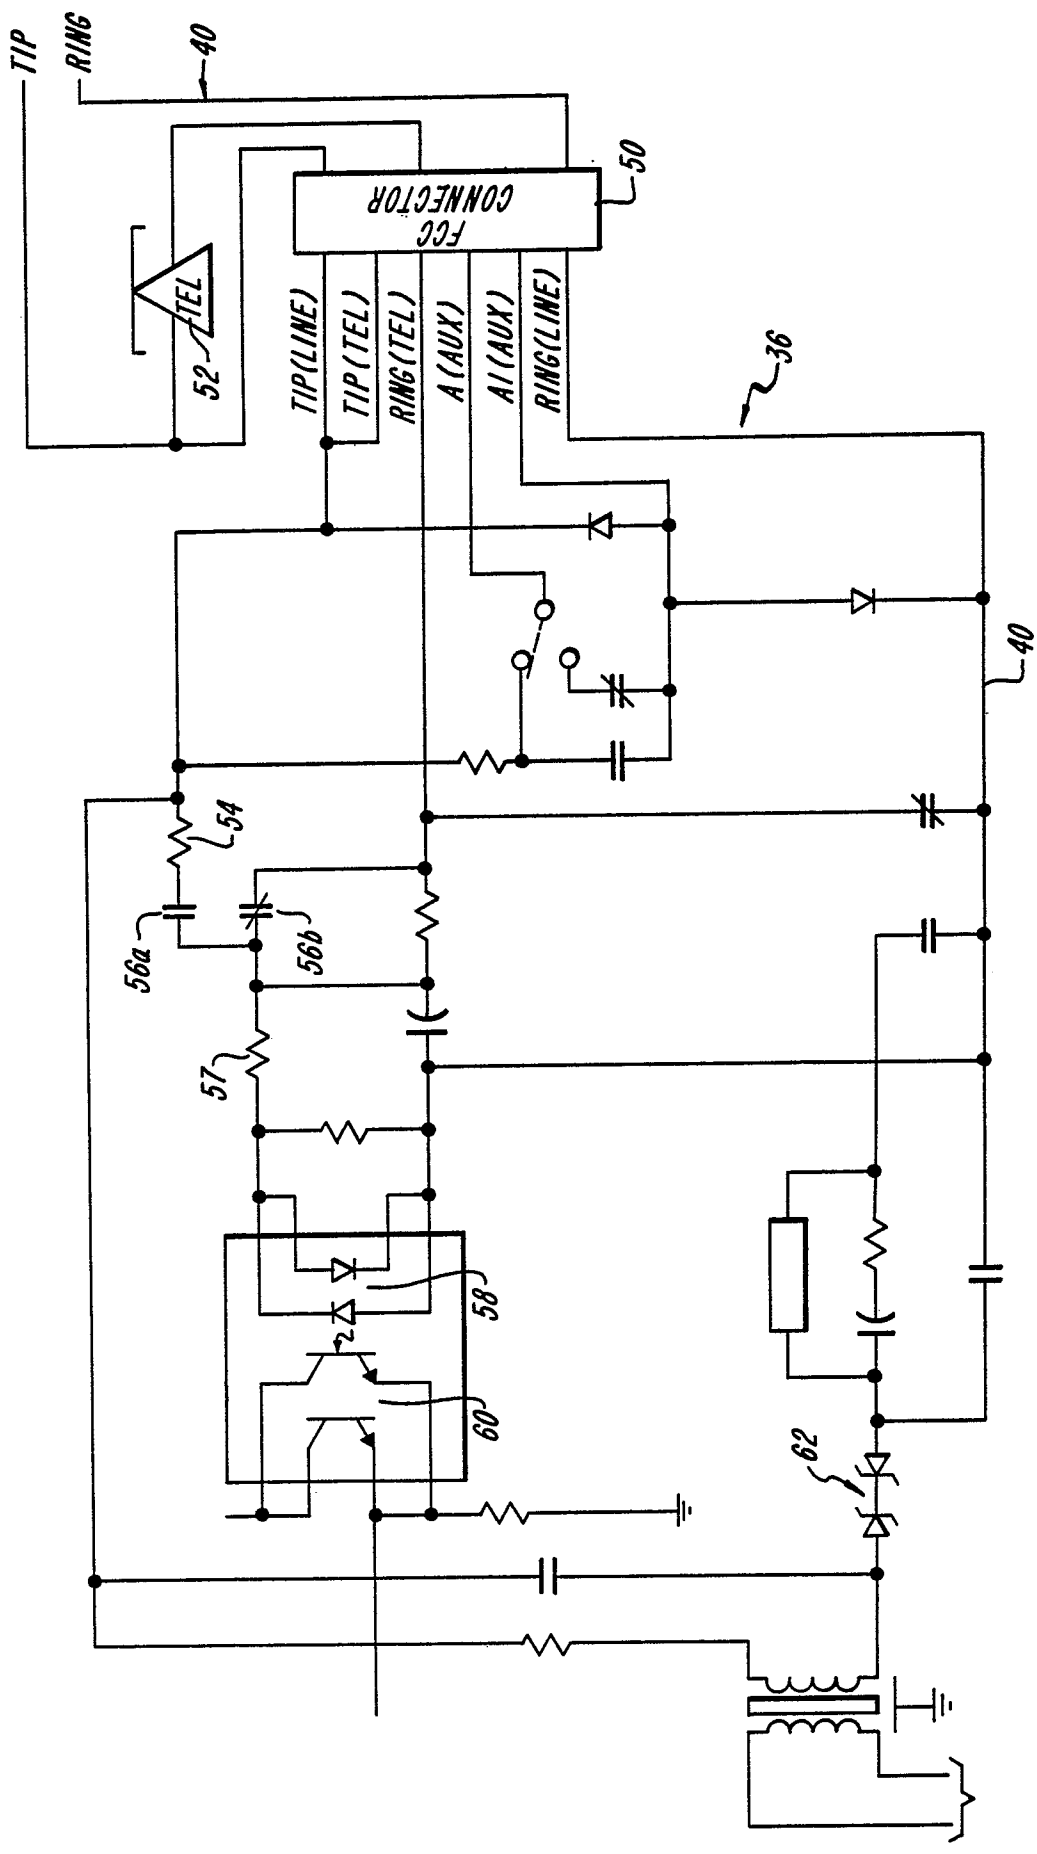 TIP
RING
40
TEL
52
FCC
CONNECTOR
50
TIP(LINE)
TIP(TEL)
RING(TEL)
A(AUX)
A1(AUX)
RING(LINE)
36
40
54
56a
56b
57
58
60
62